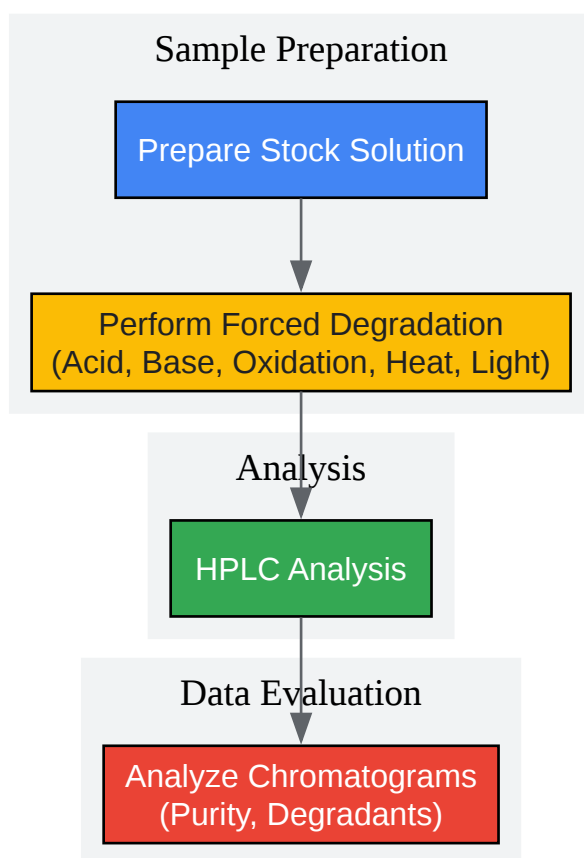 Sample Preparation
Prepare Stock Solution
Perform Forced Degradation
(Acid, Base, Oxidation, Heat, Light)
Analysis
HPLC Analysis
Data Evaluation
Analyze Chromatograms
(Purity, Degradants)